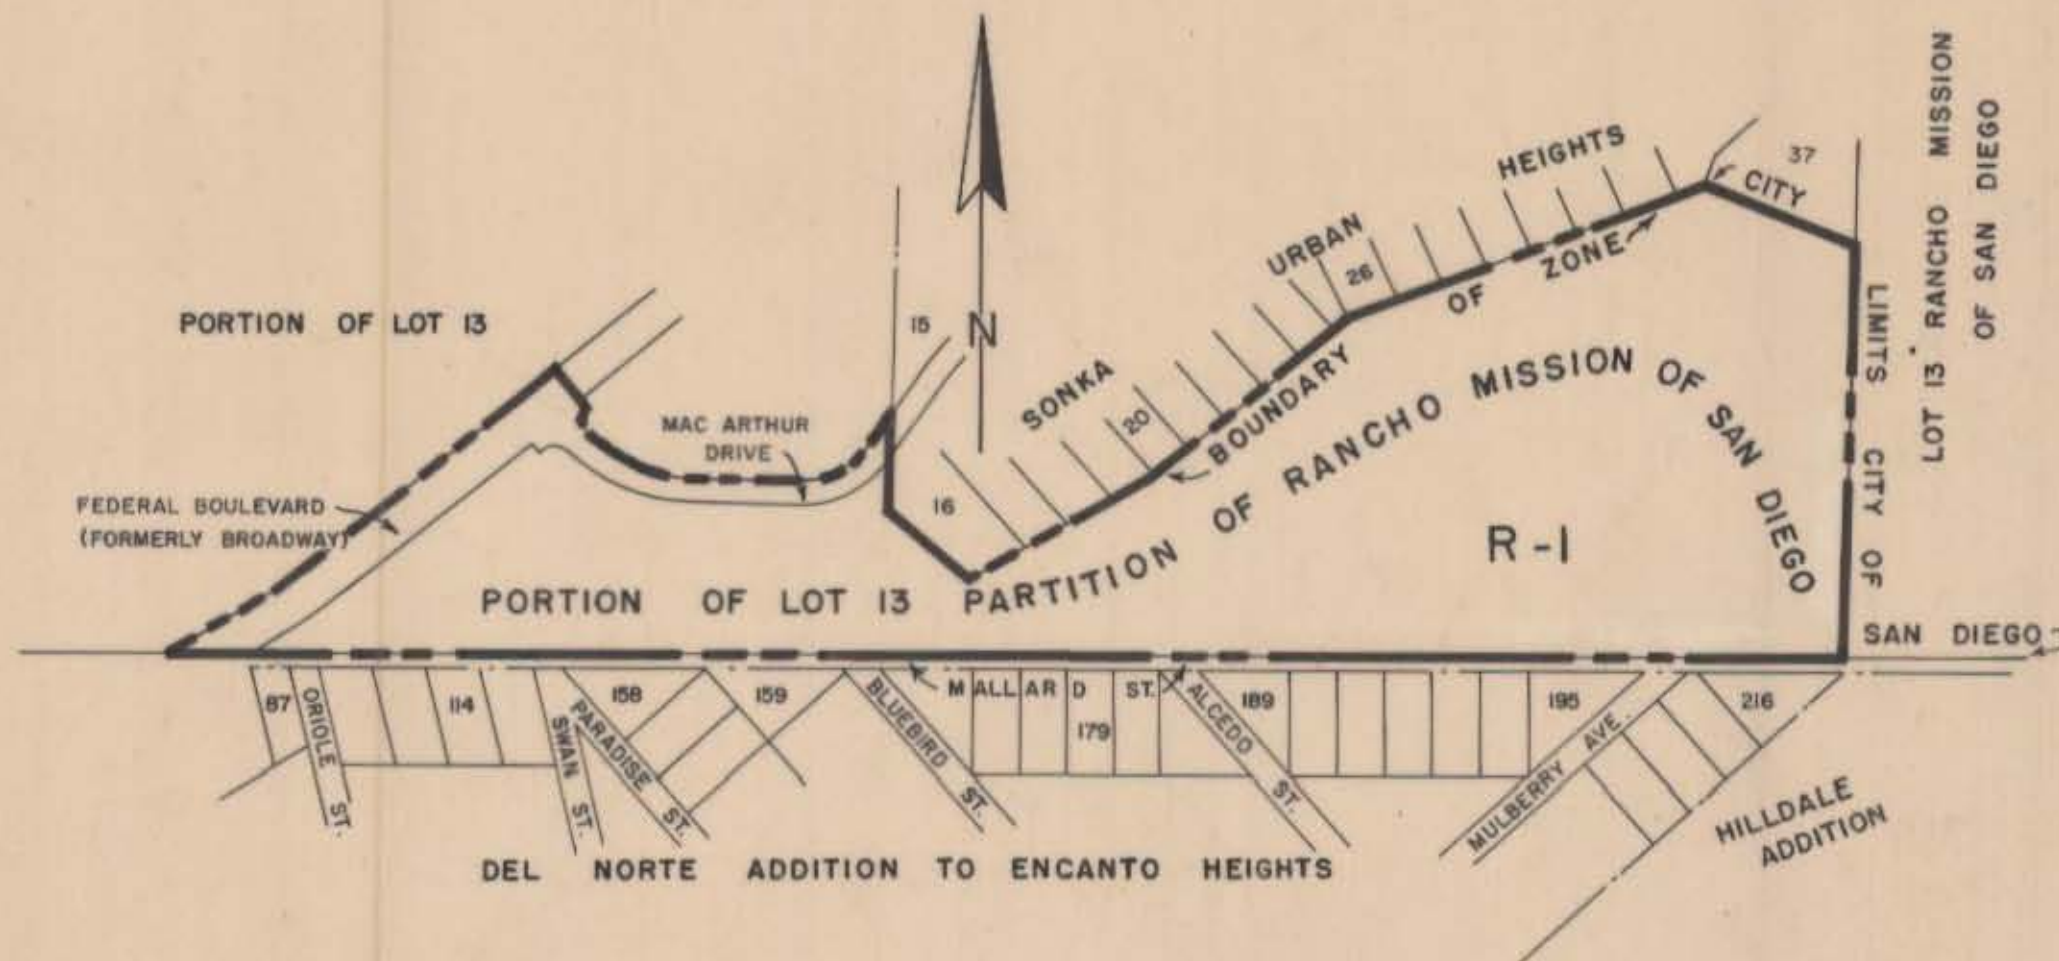 PORTION OF LOT 13
FEDERAL BOULEVARD
(FORMERLY BROADWAY)
MAC ARTHUR
DRIVE
15
N
16
SONKA
20
URBAN
26
HEIGHTS
37
BOUNDARY
OF
ZONE
CITY
LIMITS CITY OF
SAN DIEGO
LOT 13 RANCHO MISSION
OF SAN DIEGO
PORTION OF LOT 13 PARTITION OF RANCHO MISSION OF SAN DIEGO
R-1
87
ORIOLE ST.
114
SWAN ST.
158
PARADISE ST.
159
BLUEBIRD ST.
MALLARD ST.
179
ALCEDO ST.
189
195
MULBERRY AVE.
216
HILLDALE
ADDITION
DEL NORTE ADDITION TO ENCANTO HEIGHTS